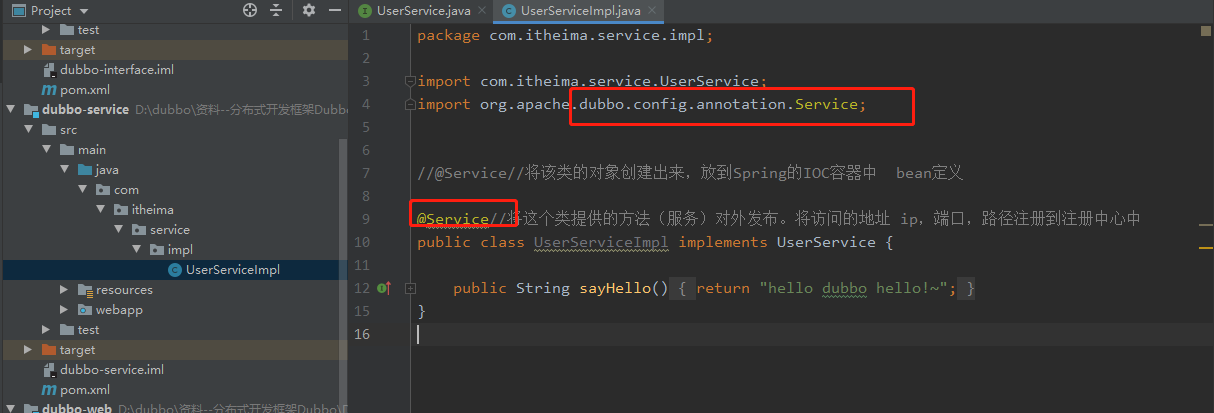 Project
UserService.java
UserServiceImpl.java
test
target
dubbo-interface.iml
pom.xml
dubbo-service D:\dubbo\资料--分布式开发框架Dubbo
src
main
java
com
itheima
service
impl
UserServiceImpl
resources
webapp
test
target
dubbo-service.iml
pom.xml
dubbo-web D:\dubbo\资料--分布式开发框架Dubbo\
1 package com.itheima.service.impl;
2
3 import com.itheima.service.UserService;
4 import org.apache.dubbo.config.annotation.Service;
5
6
7 //@Service//将该类的对象创建出来，放到Spring的IOC容器中 bean定义
8
9 @Service//将这个类提供的方法（服务）对外发布。将访问的地址 ip，端口，路径注册到注册中心中
10 public class UserServiceImpl implements UserService {
11
12 public String sayHello() { return "hello dubbo hello!~"; }
15 }
16